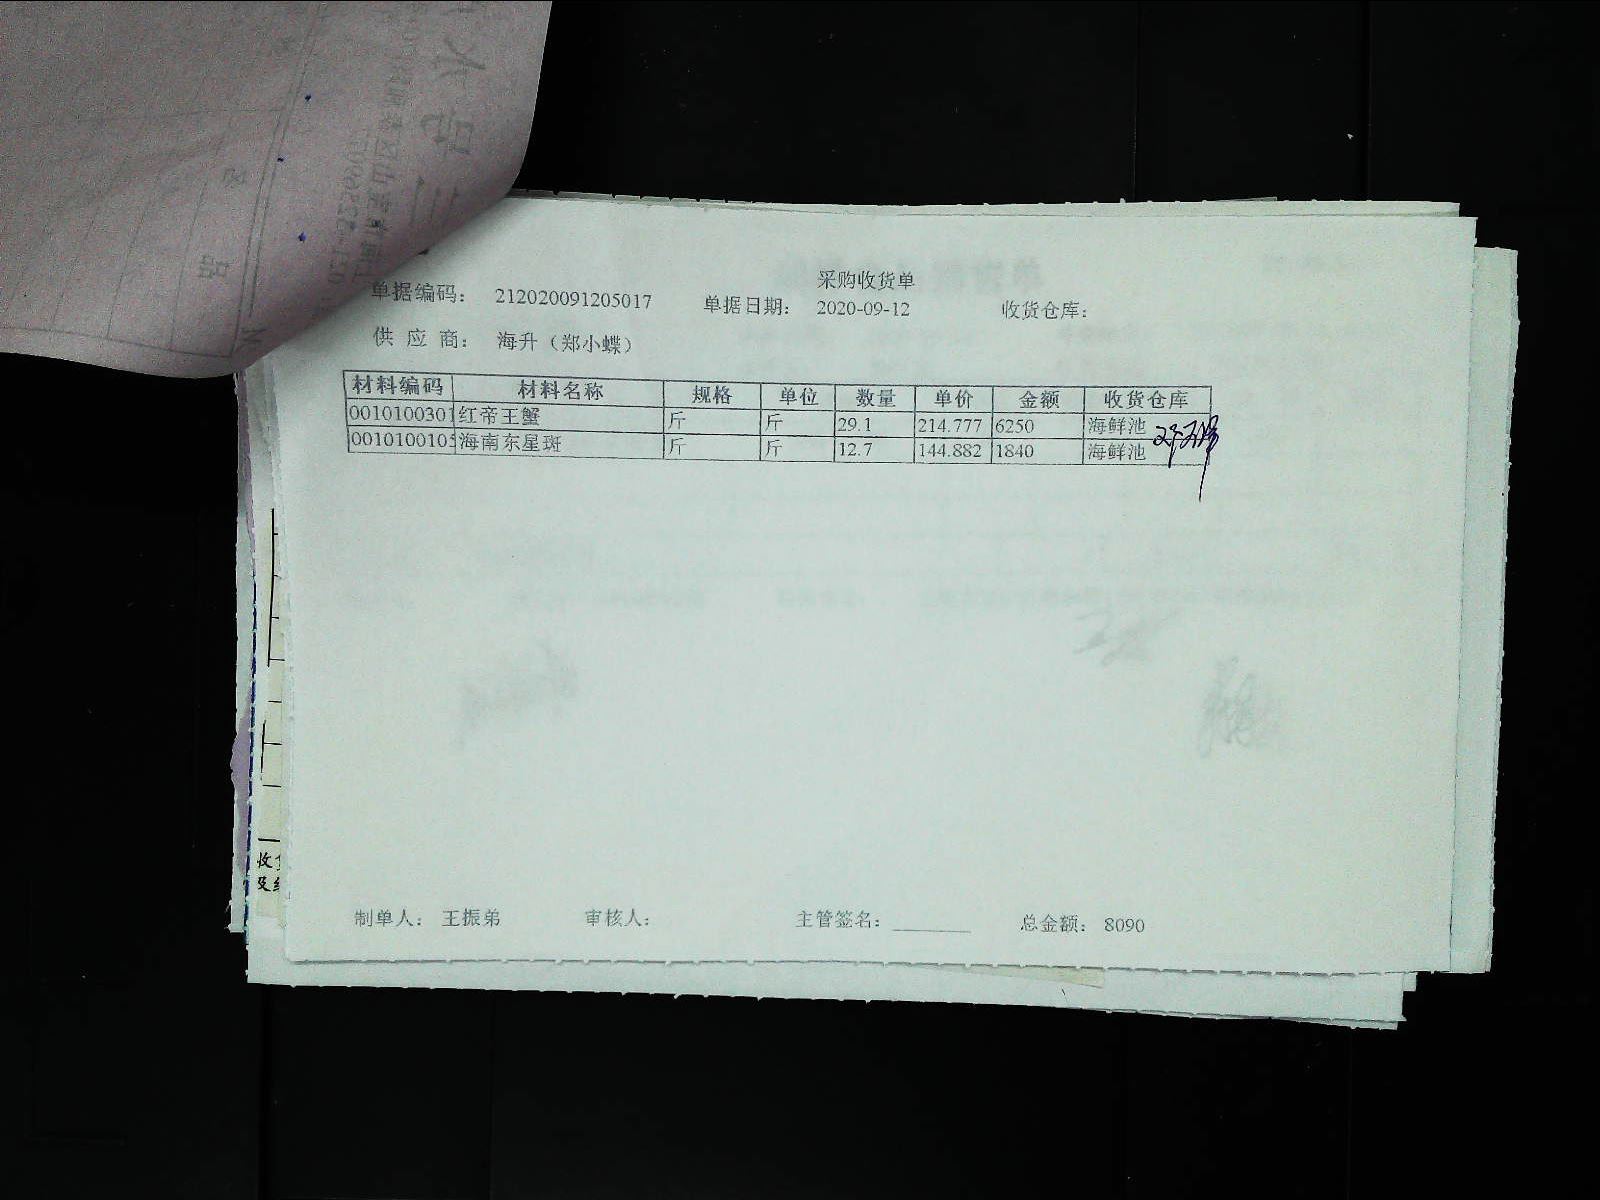 采购收货单
单据编码： 212020091205017 单据日期： 2020-09-12 收货仓库：
供 应 商： 海升（郑小蝶）
材料编码 材料名称 规格 单位 数量 单价 金额 收货仓库
0010100301 红帝王蟹 斤 斤 29.1 214.777 6250 海鲜池
0010100105 海南东星斑 斤 斤 12.7 144.882 1840 海鲜池
收货
及经
制单人： 王振弟 审核人： 主管签名： 总金额： 8090